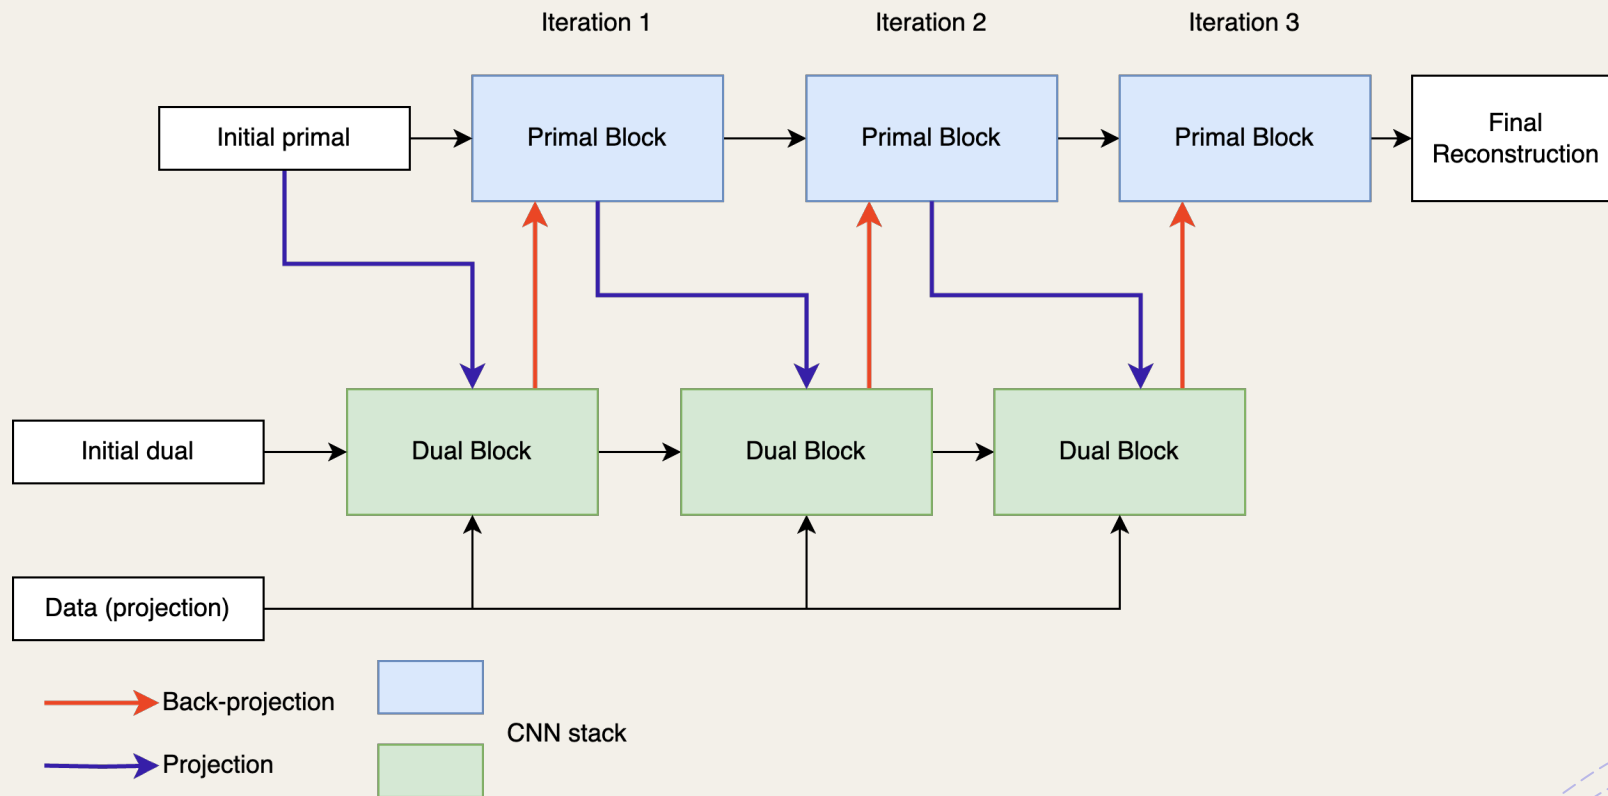 Iteration 1
Iteration 2
Iteration 3
Initial primal
Primal Block
Primal Block
Primal Block
Final
Reconstruction
Initial dual
Dual Block
Dual Block
Dual Block
Data (projection)
Back-projection
CNN stack
Projection